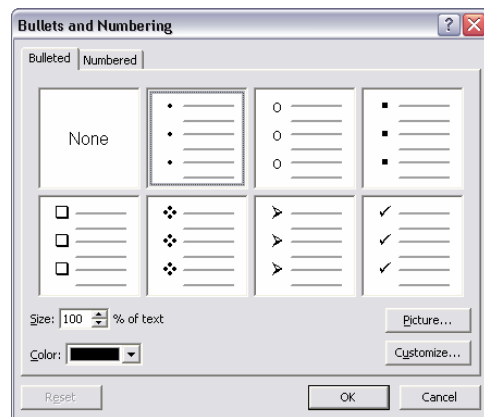 Bullets and Numbering
Bulleted
Numbered
None
Size: 100 % of text
Picture...
Color:
Customize...
Reset
OK
Cancel